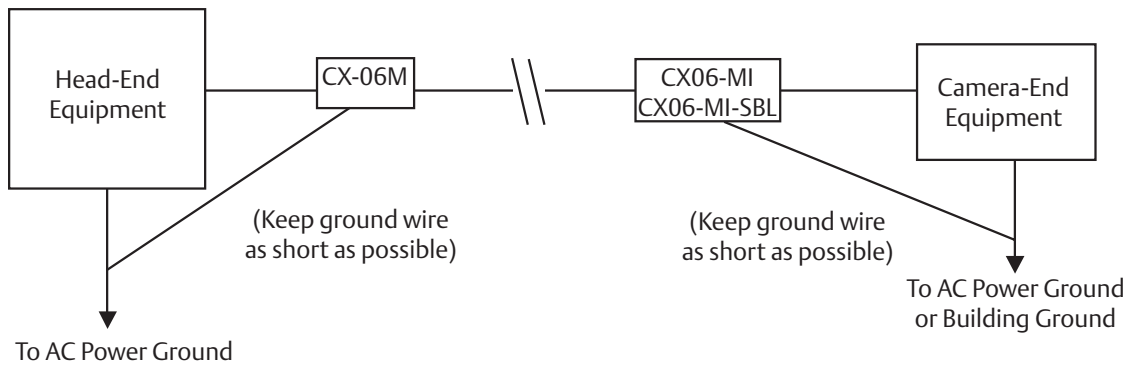 Head-End
Equipment
CX-06M
CX06-MI
CX06-MI-SBL
Camera-End
Equipment
(Keep ground wire
as short as possible)
(Keep ground wire
as short as possible)
To AC Power Ground
or Building Ground
To AC Power Ground